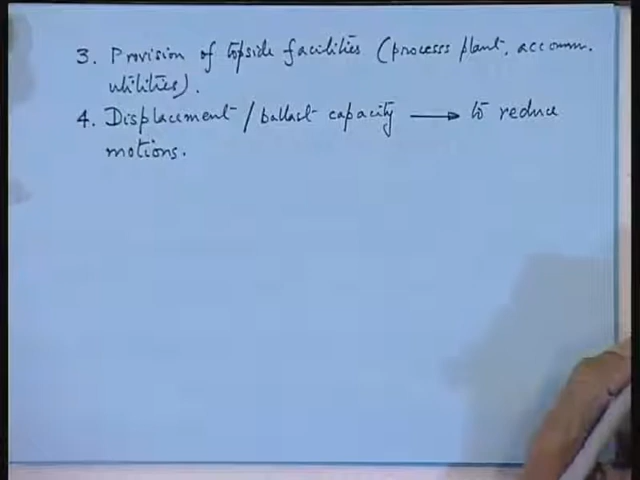 3. Provision of topside facilities (process plant, accomm.
utilities).
4. Displacement / ballast capacity → to reduce
motions.